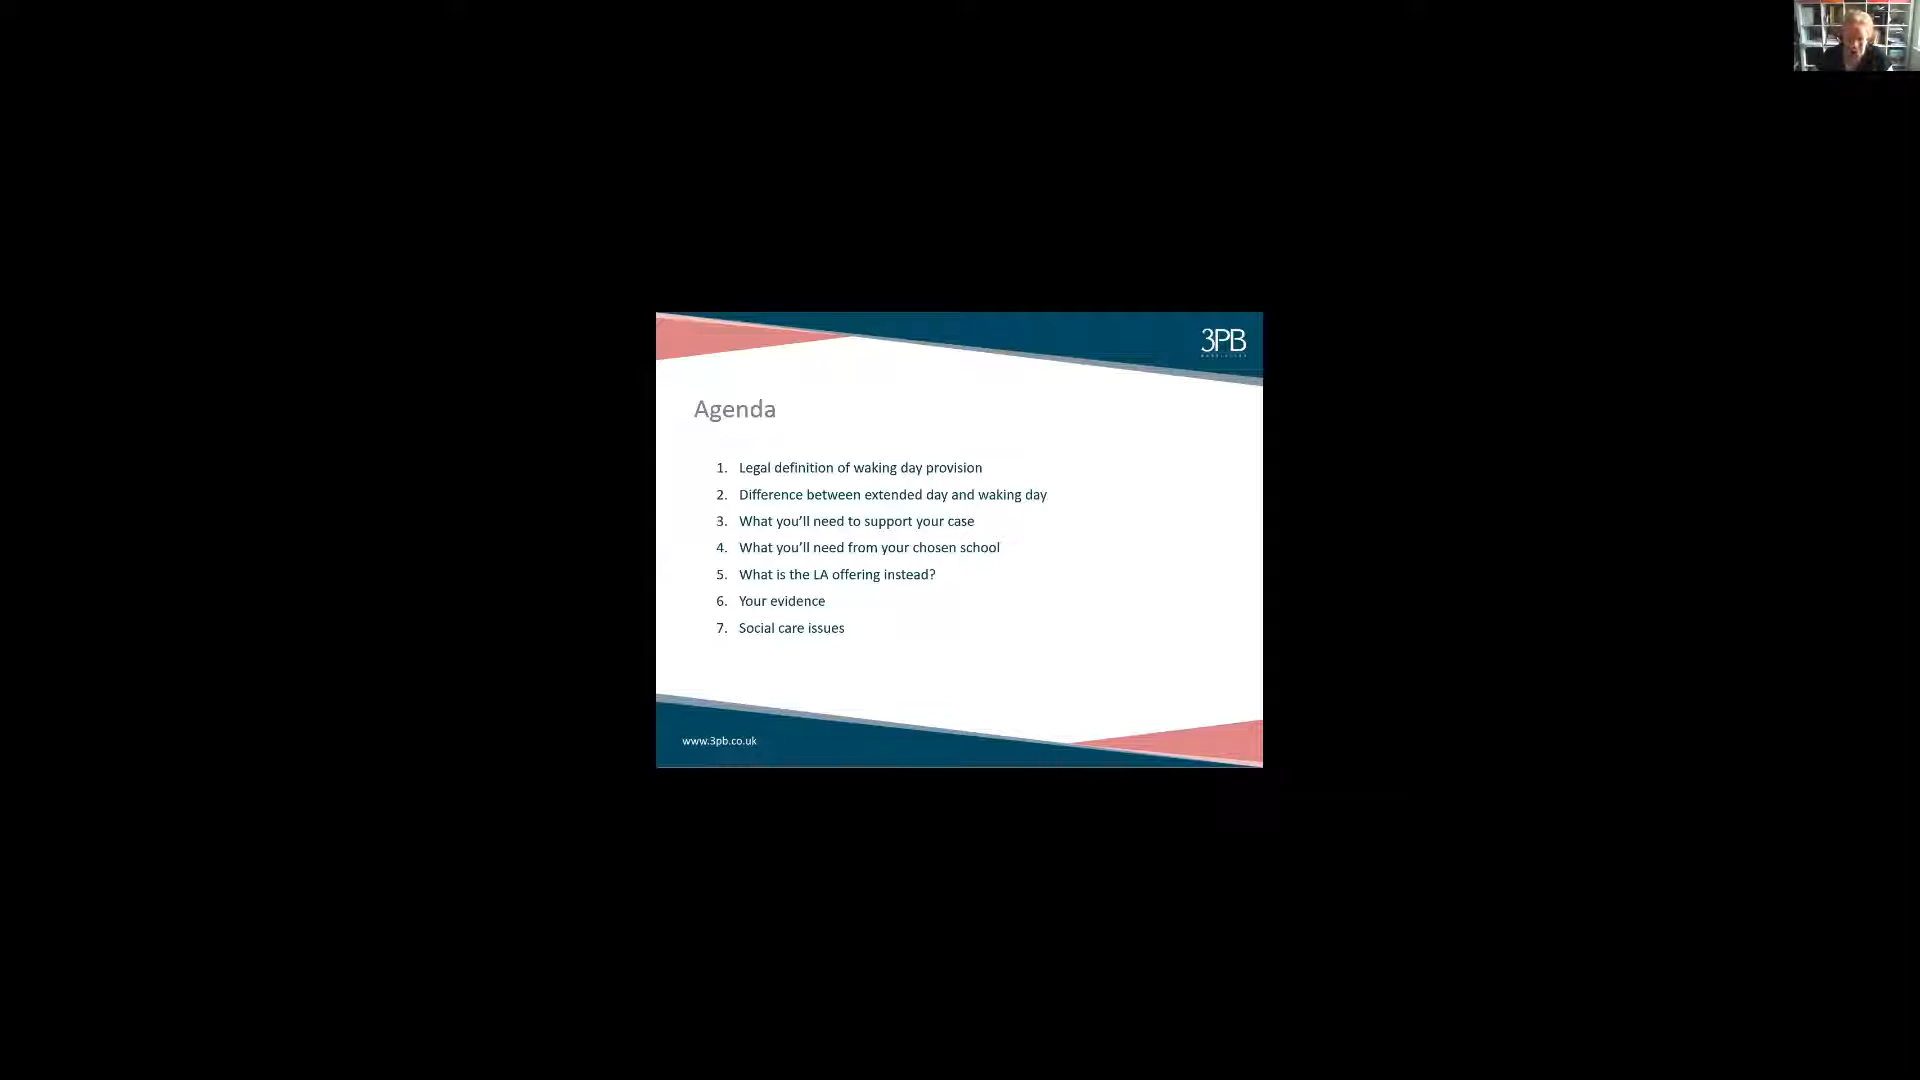 3PB
Agenda
1. Legal definition of waking day provision
2. Difference between extended day and waking day
3. What you’ll need to support your case
4. What you’ll need from your chosen school
5. What is the LA offering instead?
6. Your evidence
7. Social care issues
www.3pb.co.uk